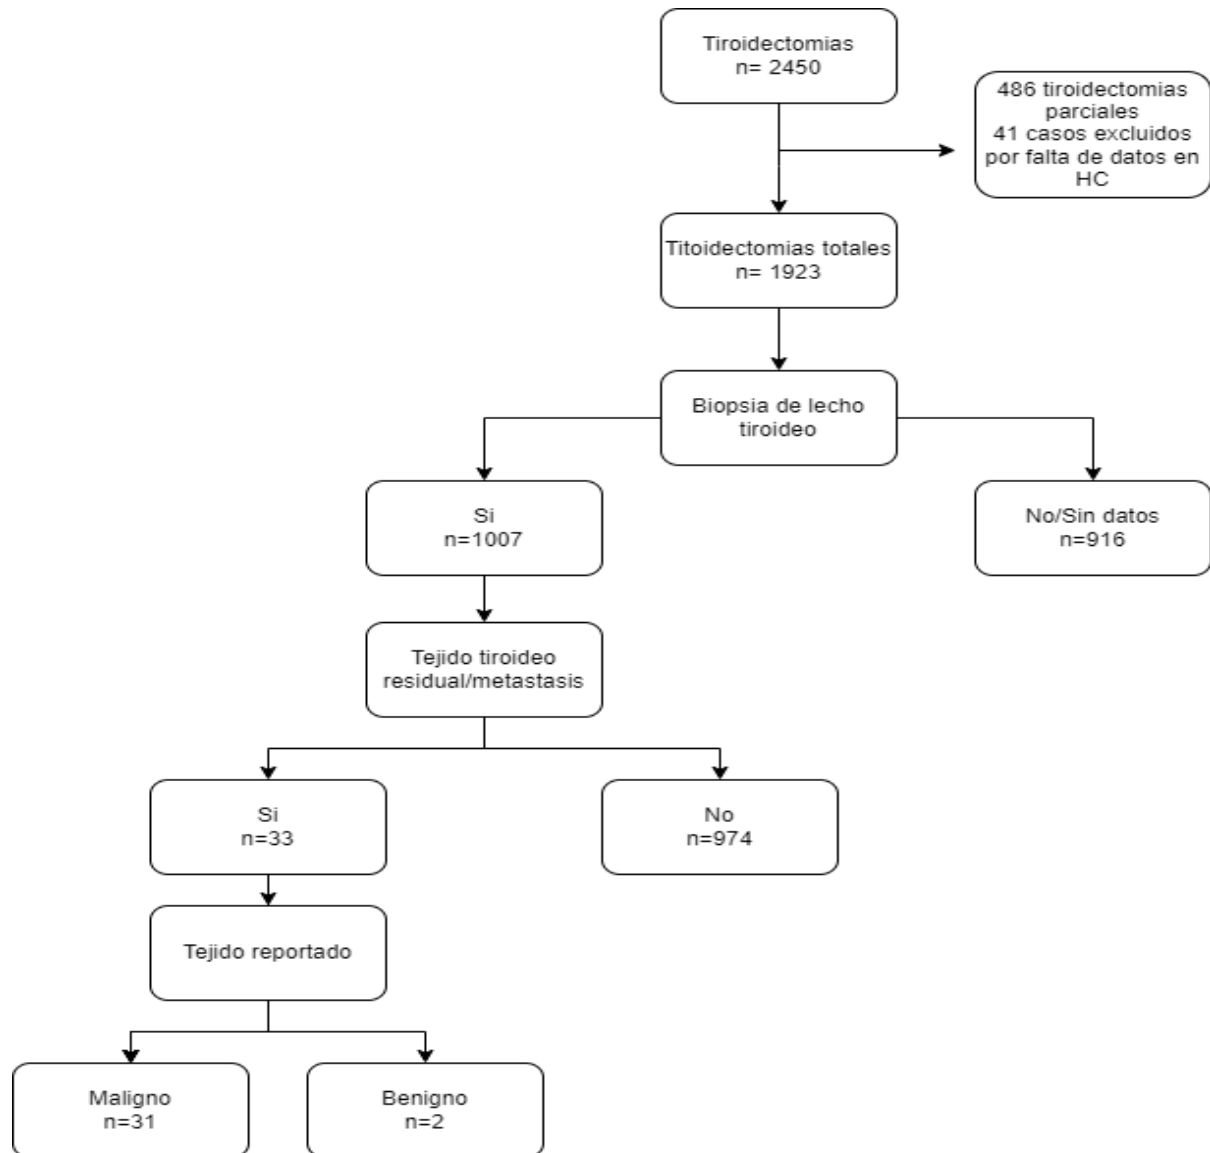 Tiroidectomias
n= 2450
486 tiroidectomias
parciales
41 casos excluidos
por falta de datos en
HC
Titoidectomias totales
n= 1923
Biopsia de lecho
tiroideo
Si
n=1007
No/Sin datos
n=916
Tejido tiroideo
residual/metastasis
Si
n=33
No
n=974
Tejido reportado
Maligno
n=31
Benigno
n=2